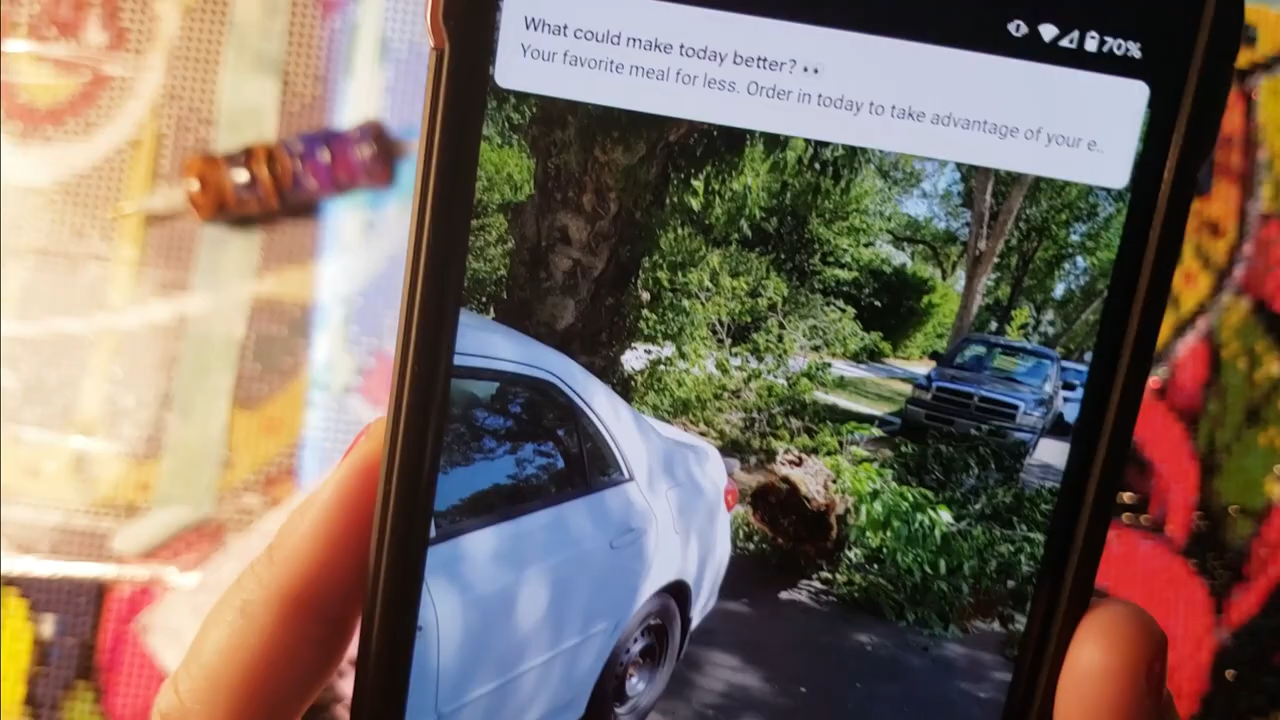 70%
What could make today better? 👀
Your favorite meal for less. Order in today to take advantage of your e..